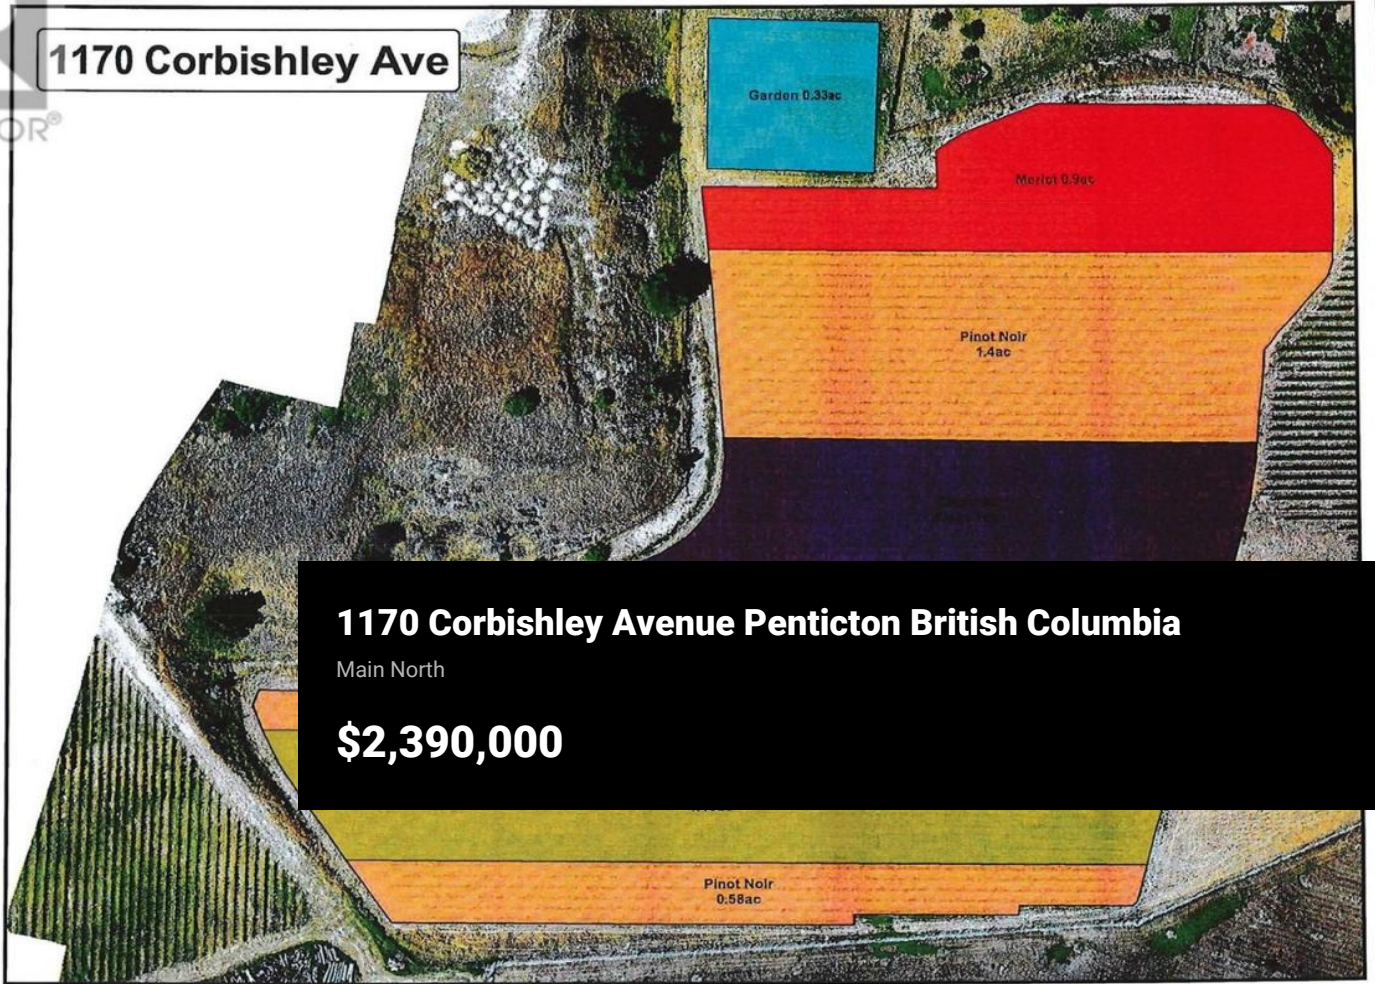 1170 Corbishley Ave
OR®
Garden 0.33ac
Merlot 0.9ac
Pinot Noir
1.4ac
1170 Corbishley Avenue Penticton British Columbia
Main North
$2,390,000
Pinot Noir
0.58ac